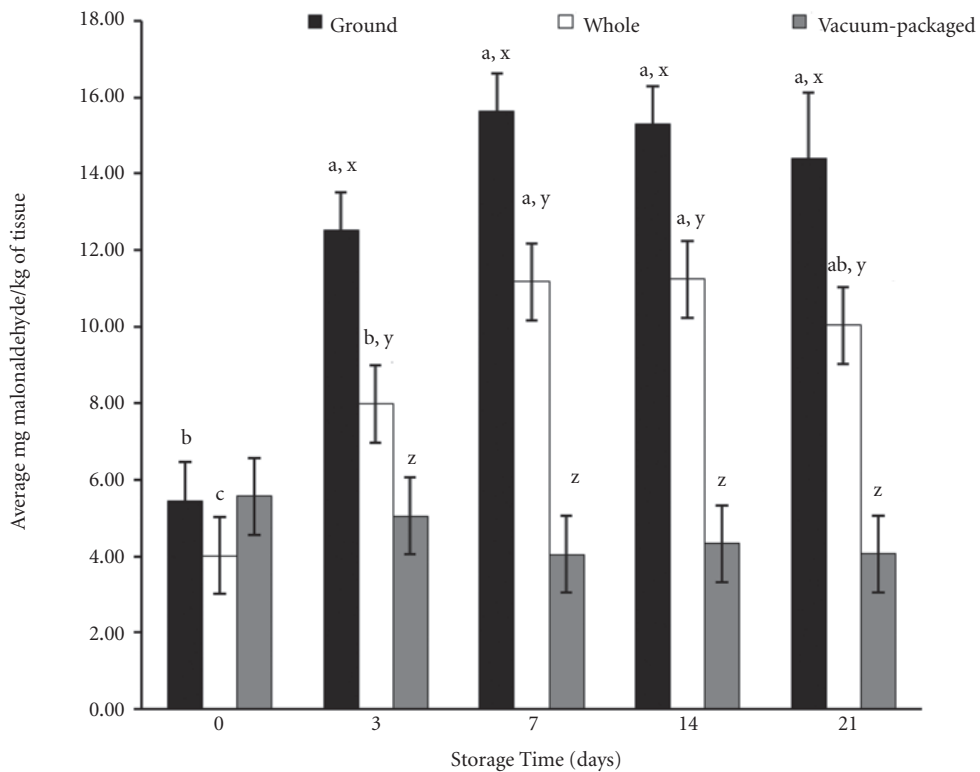 Ground Whole Vacuum-packaged
Average mg malonaldehyde/kg of tissue
18.00
16.00
14.00
12.00
10.00
8.00
6.00
4.00
2.00
0.00
b
c
a, x
b, y
z
a, x
a, y
z
a, x
a, y
z
a, x
ab, y
z
0 3 7 14 21
Storage Time (days)